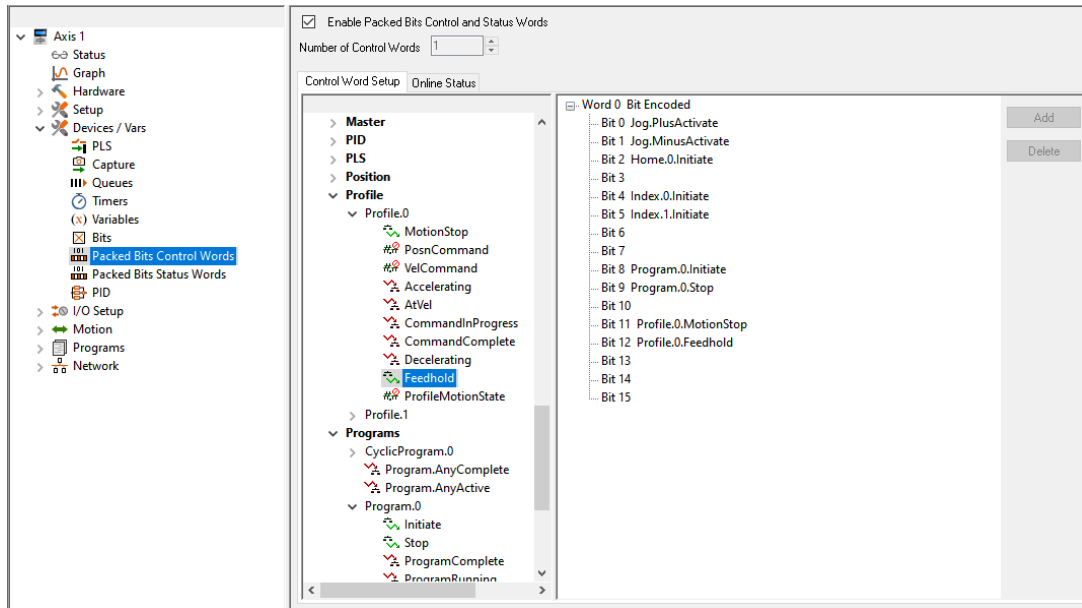 Axis 1
Status
Graph
Hardware
Setup
Devices / Vars
PLS
Capture
Queues
Timers
Variables
Bits
Packed Bits Control Words
Packed Bits Status Words
PID
I/O Setup
Motion
Programs
Network
Enable Packed Bits Control and Status Words
Number of Control Words 1
Control Word Setup Online Status
Master
PID
PLS
Position
Profile
Profile.0
MotionStop
PosnCommand
VelCommand
Accelerating
AtVel
CommandInProgress
CommandComplete
Decelerating
Feedhold
ProfileMotionState
Profile.1
Programs
CyclicProgram.0
Program.AnyComplete
Program.AnyActive
Program.0
Initiate
Stop
ProgramComplete
ProgramRunning
Word 0 Bit Encoded
Bit 0 Jog.PlusActivate
Bit 1 Jog.MinusActivate
Bit 2 Home.0.Initiate
Bit 3
Bit 4 Index.0.Initiate
Bit 5 Index.1.Initiate
Bit 6
Bit 7
Bit 8 Program.0.Initiate
Bit 9 Program.0.Stop
Bit 10
Bit 11 Profile.0.MotionStop
Bit 12 Profile.0.Feedhold
Bit 13
Bit 14
Bit 15
Add
Delete